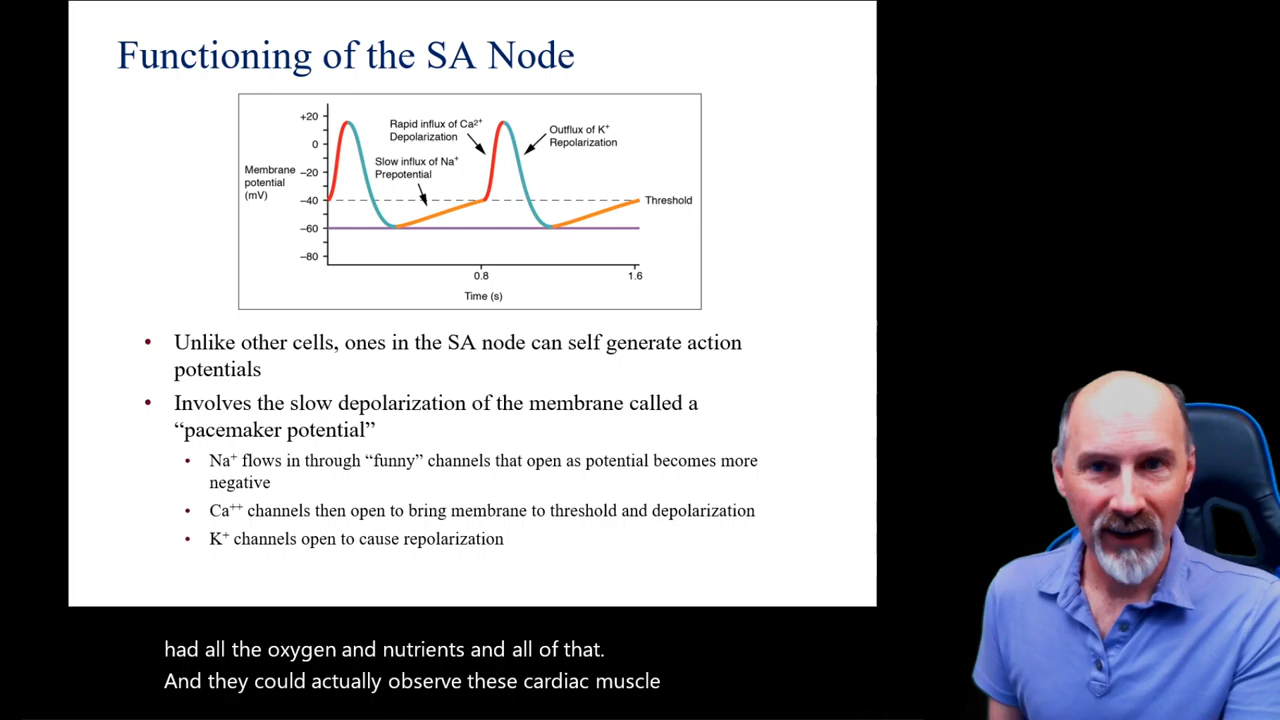 Functioning of the SA Node
+20
0
−20
−40
−60
−80
Membrane
potential
(mV)
Rapid influx of Ca²⁺
Depolarization
Slow influx of Na⁺
Prepotential
Outflux of K⁺
Repolarization
Threshold
0.8
1.6
Time (s)
• Unlike other cells, ones in the SA node can self generate action
potentials
• Involves the slow depolarization of the membrane called a
“pacemaker potential”
• Na⁺ flows in through “funny” channels that open as potential becomes more
negative
• Ca⁺⁺ channels then open to bring membrane to threshold and depolarization
• K⁺ channels open to cause repolarization
had all the oxygen and nutrients and all of that.
And they could actually observe these cardiac muscle